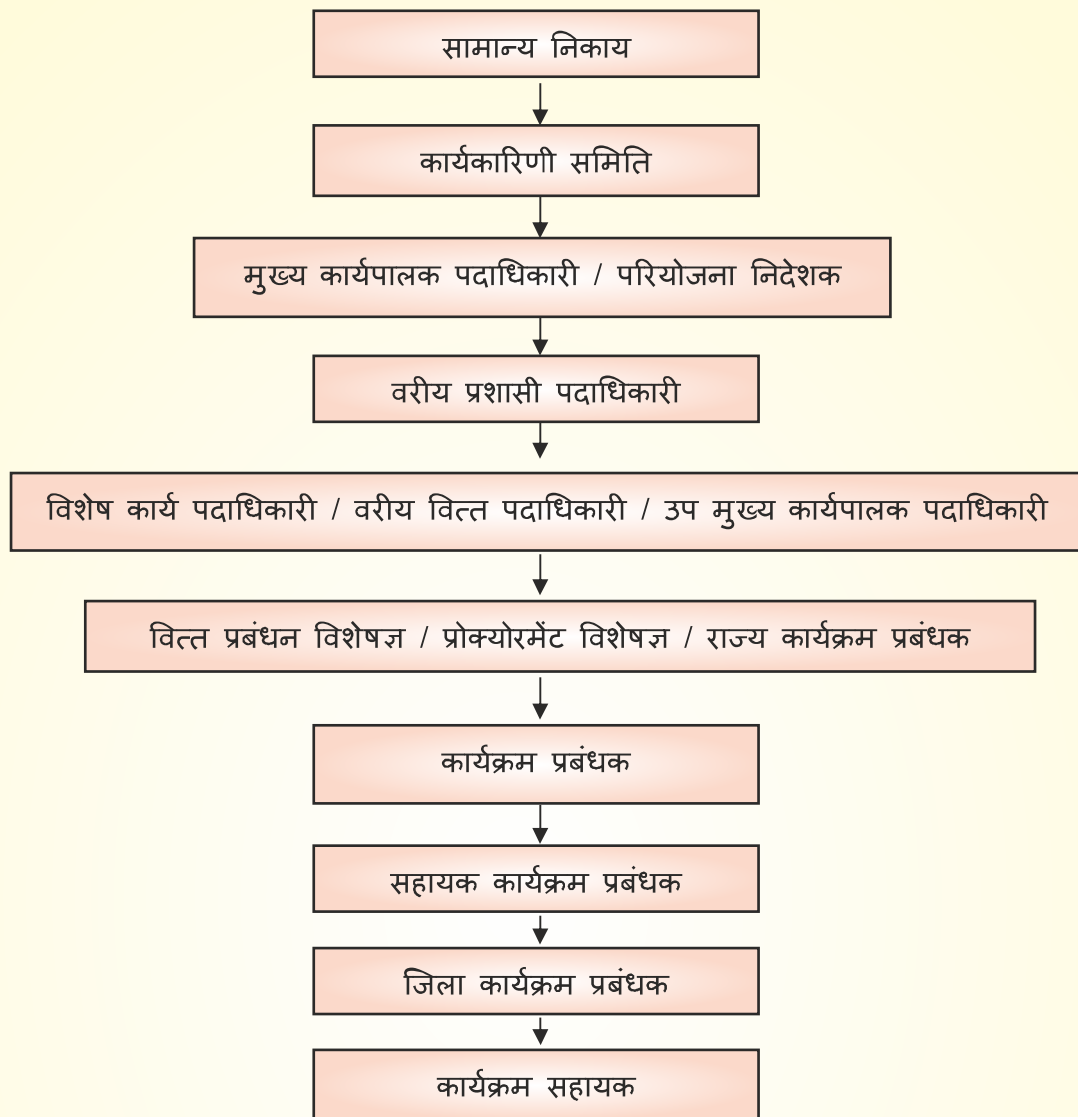 सामान्य निकाय
कार्यकारिणी समिति
मुख्य कार्यपालक पदाधिकारी / परियोजना निदेशक
वरीय प्रशासी पदाधिकारी
विशेष कार्य पदाधिकारी / वरीय वित्त पदाधिकारी / उप मुख्य कार्यपालक पदाधिकारी
वित्त प्रबंधन विशेषज्ञ / प्रोक्योरमेंट विशेषज्ञ / राज्य कार्यक्रम प्रबंधक
कार्यक्रम प्रबंधक
सहायक कार्यक्रम प्रबंधक
जिला कार्यक्रम प्रबंधक
कार्यक्रम सहायक